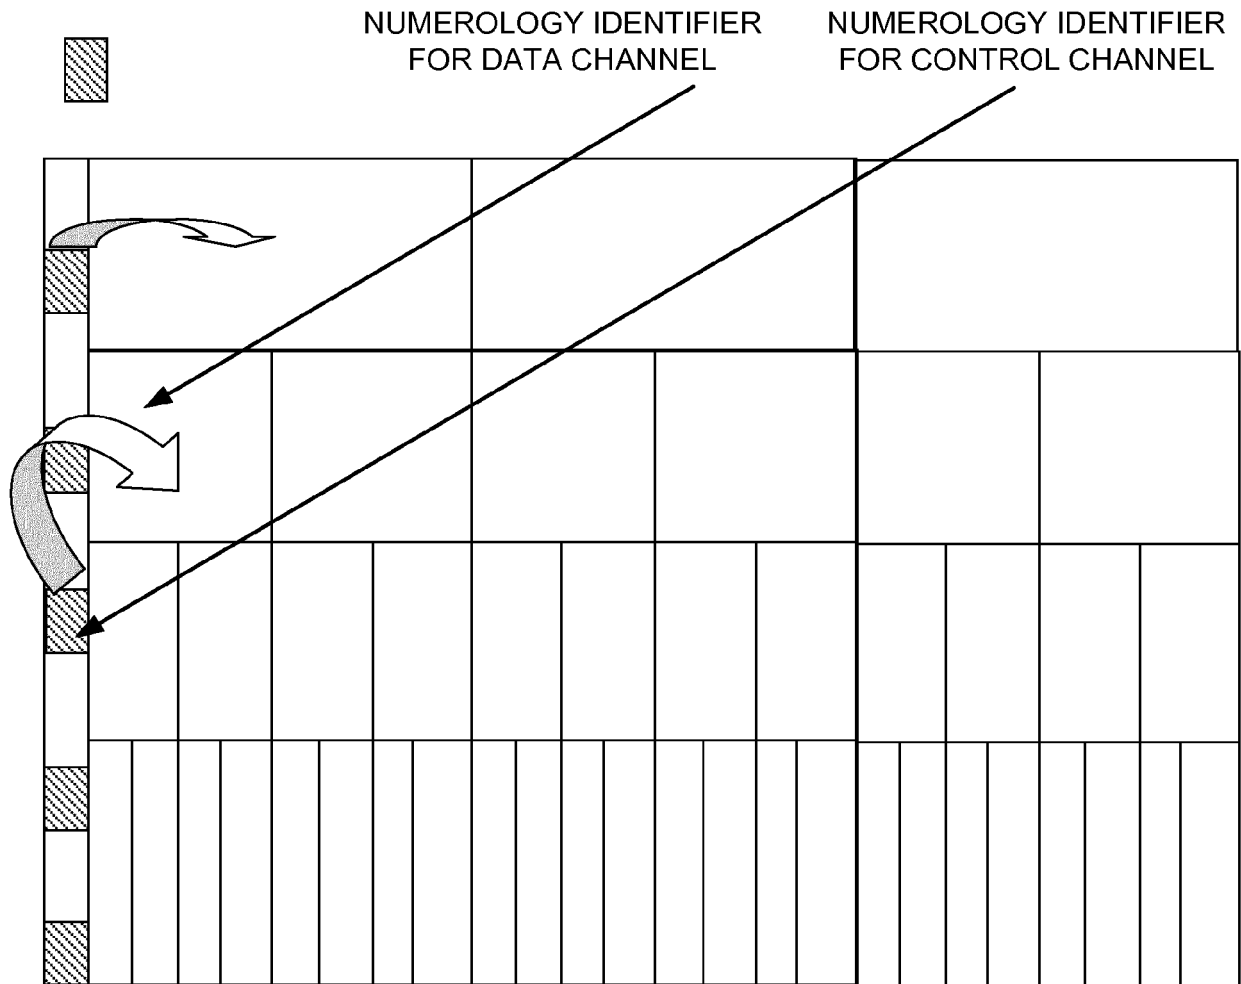 NUMEROLOGY IDENTIFIER
FOR DATA CHANNEL
NUMEROLOGY IDENTIFIER
FOR CONTROL CHANNEL